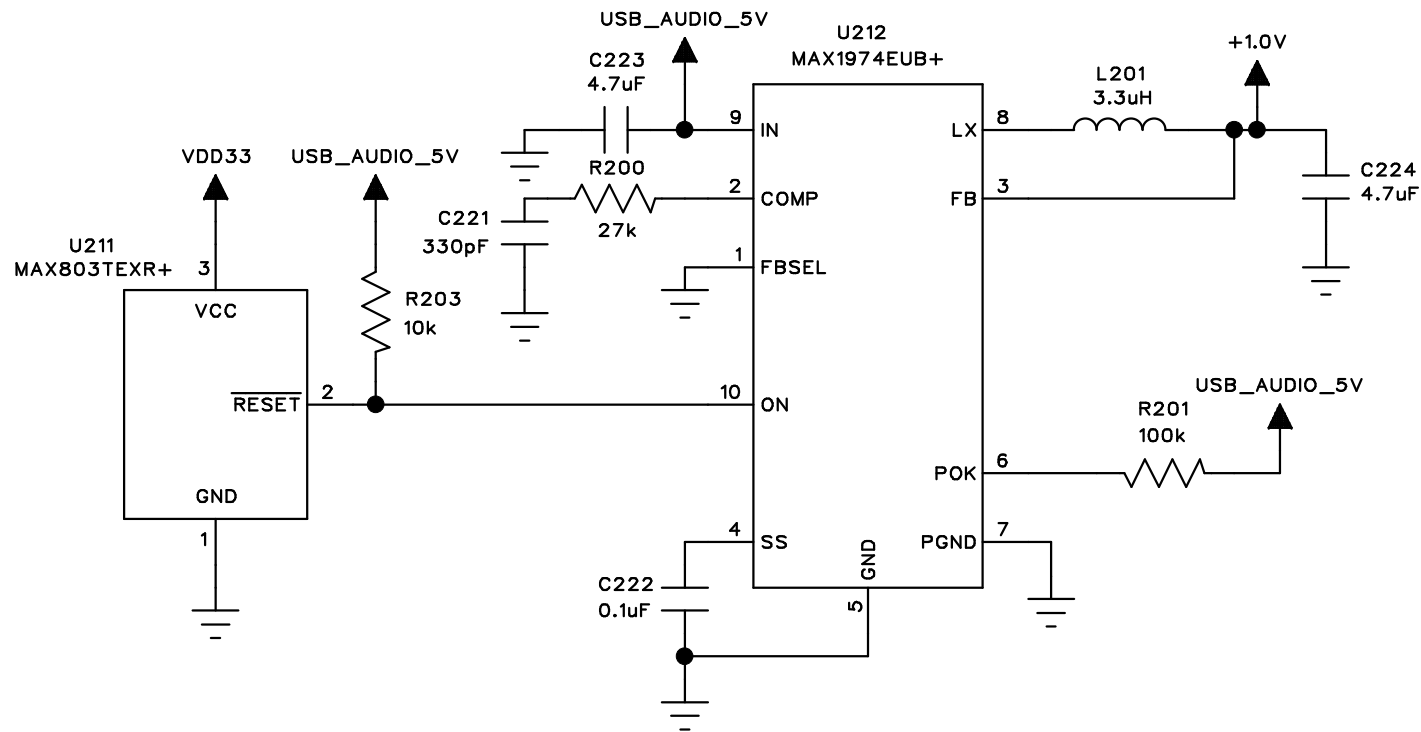 USB_AUDIO_5V
U212
MAX1974EUB+
+1.0V
C223
4.7uF
L201
3.3uH
9
IN
LX
8
VDD33
USB_AUDIO_5V
R200
27k
2
COMP
FB
3
C224
4.7uF
C221
330pF
U211
MAX803TEXR+
3
1
FBSEL
VCC
R203
10k
RESET
2
10
ON
USB_AUDIO_5V
R201
100k
POK
6
GND
1
4
SS
PGND
7
GND
5
C222
0.1uF